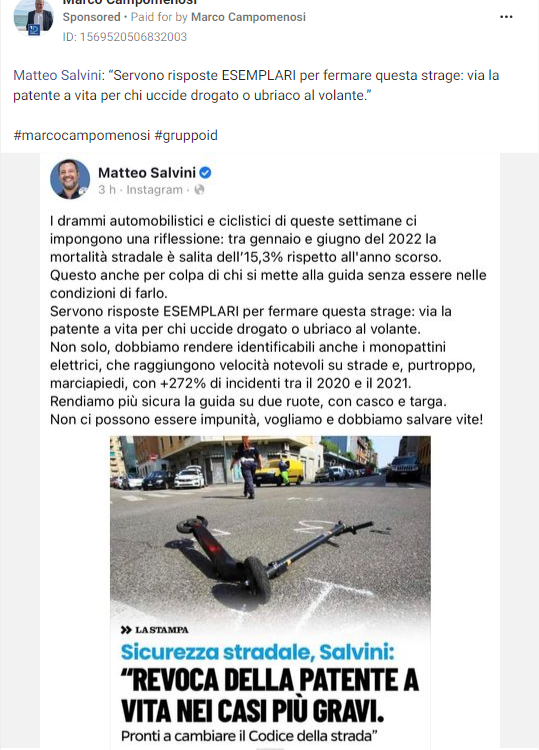 Marco Campomenosi
Sponsored • Paid for by Marco Campomenosi
ID: 1569520506832003
Matteo Salvini: “Servono risposte ESEMPLARI per fermare questa strage: via la
patente a vita per chi uccide drogato o ubriaco al volante.”
#marcocampomenosi #gruppoid
Matteo Salvini
3 h · Instagram ·
I drammi automobilistici e ciclistici di queste settimane ci
impongono una riflessione: tra gennaio e giugno del 2022 la
mortalità stradale è salita dell’15,3% rispetto all'anno scorso.
Questo anche per colpa di chi si mette alla guida senza essere nelle
condizioni di farlo.
Servono risposte ESEMPLARI per fermare questa strage: via la
patente a vita per chi uccide drogato o ubriaco al volante.
Non solo, dobbiamo rendere identificabili anche i monopattini
elettrici, che raggiungono velocità notevoli su strade e, purtroppo,
marciapiedi, con +272% di incidenti tra il 2020 e il 2021.
Rendiamo più sicura la guida su due ruote, con casco e targa.
Non ci possono essere impunità, vogliamo e dobbiamo salvare vite!
LA STAMPA
Sicurezza stradale, Salvini:
“REVOCA DELLA PATENTE A
VITA NEI CASI PIÙ GRAVI.
Pronti a cambiare il Codice della strada”